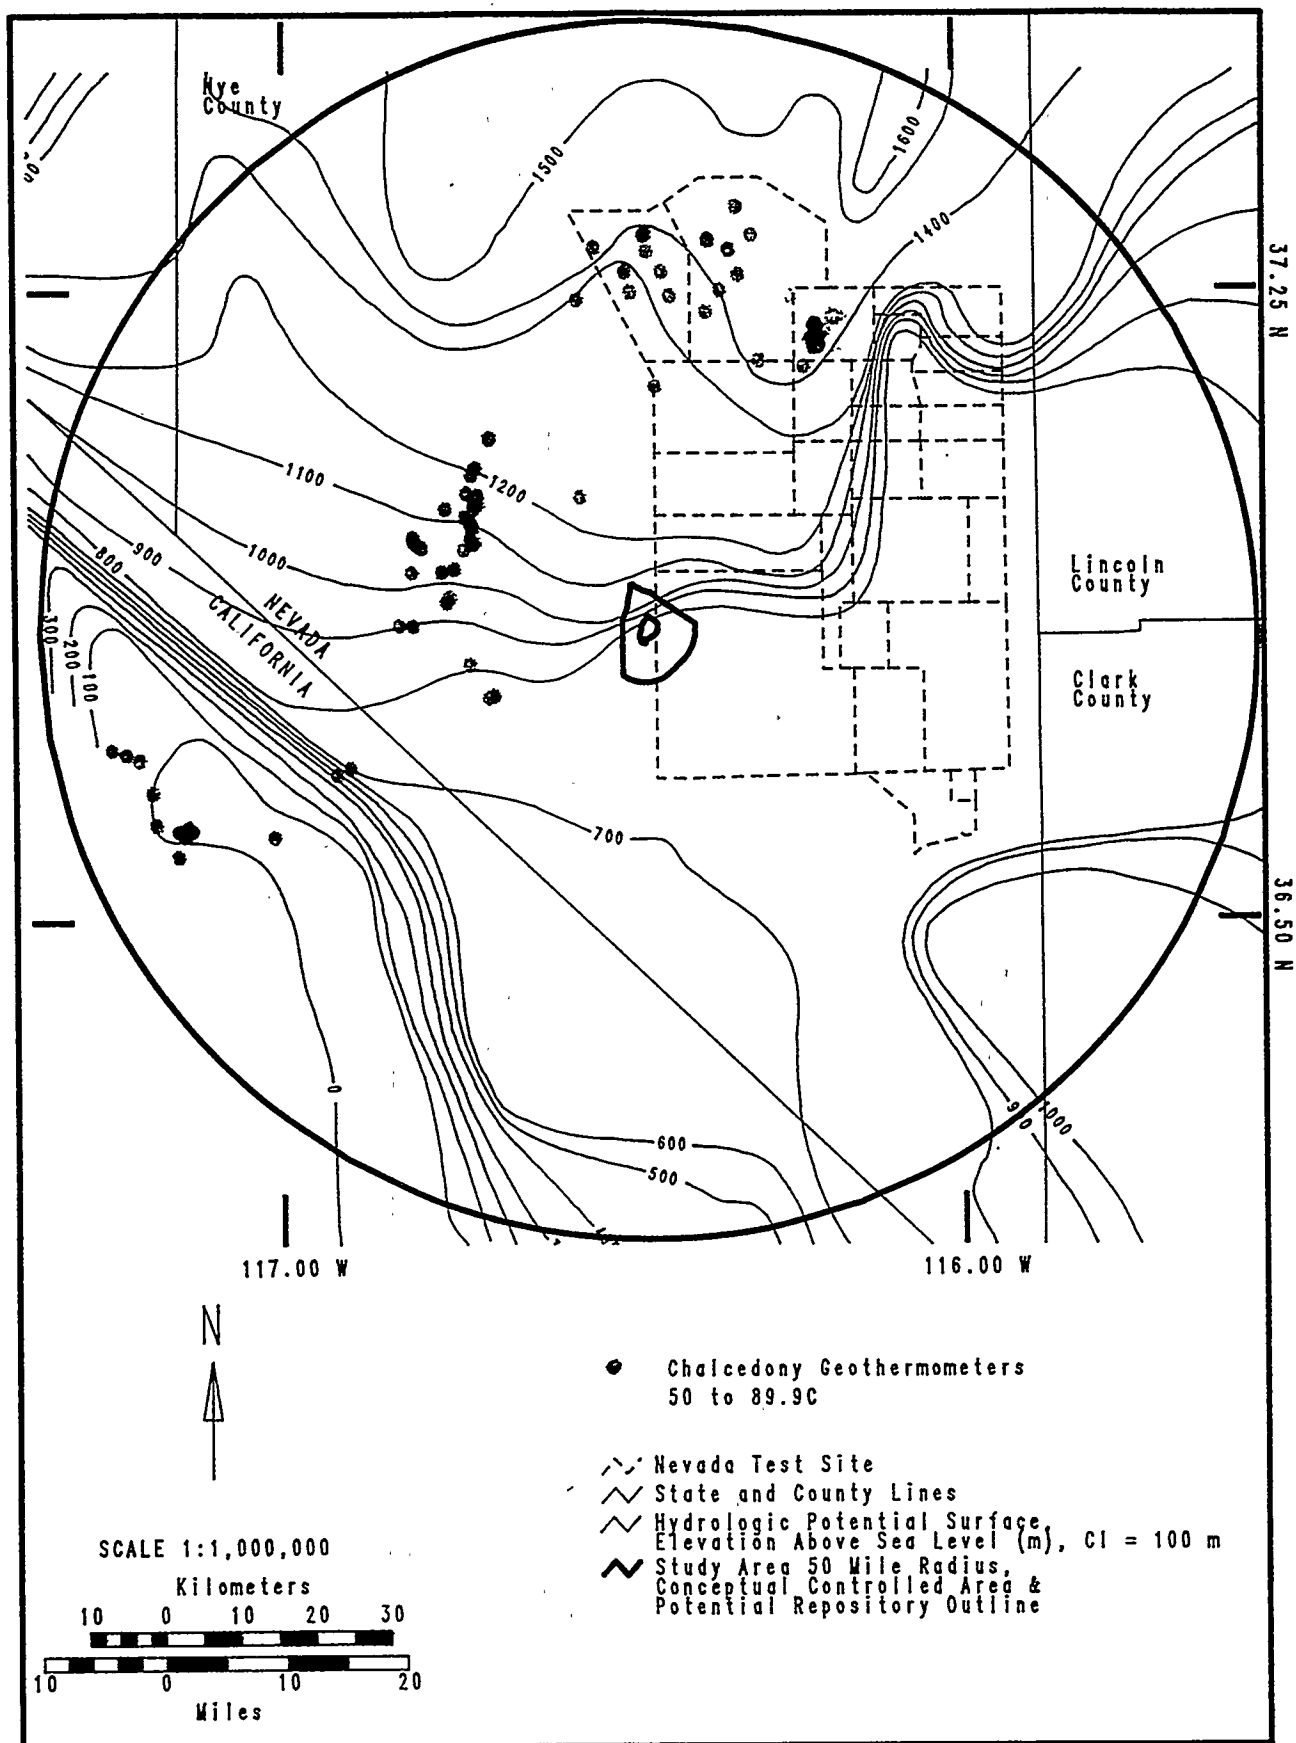 Nye
County
1500
1600
1400
37.25 N
1100
1200
1000
900
800
NEVADA
CALIFORNIA
300
200
100
Lincoln
County
Clark
County
700
36.50 N
0
600
500
1000
117.00 W
116.00 W
N
Chalcedony Geothermometers
50 to 89.9C
Nevada Test Site
State and County Lines
Hydrologic Potential Surface,
Elevation Above Sea Level (m), CI = 100 m
Study Area 50 Mile Radius,
Conceptual Controlled Area &
Potential Repository Outline
SCALE 1:1,000,000
Kilometers
10 0 10 20 30
10 0 10 20
Miles